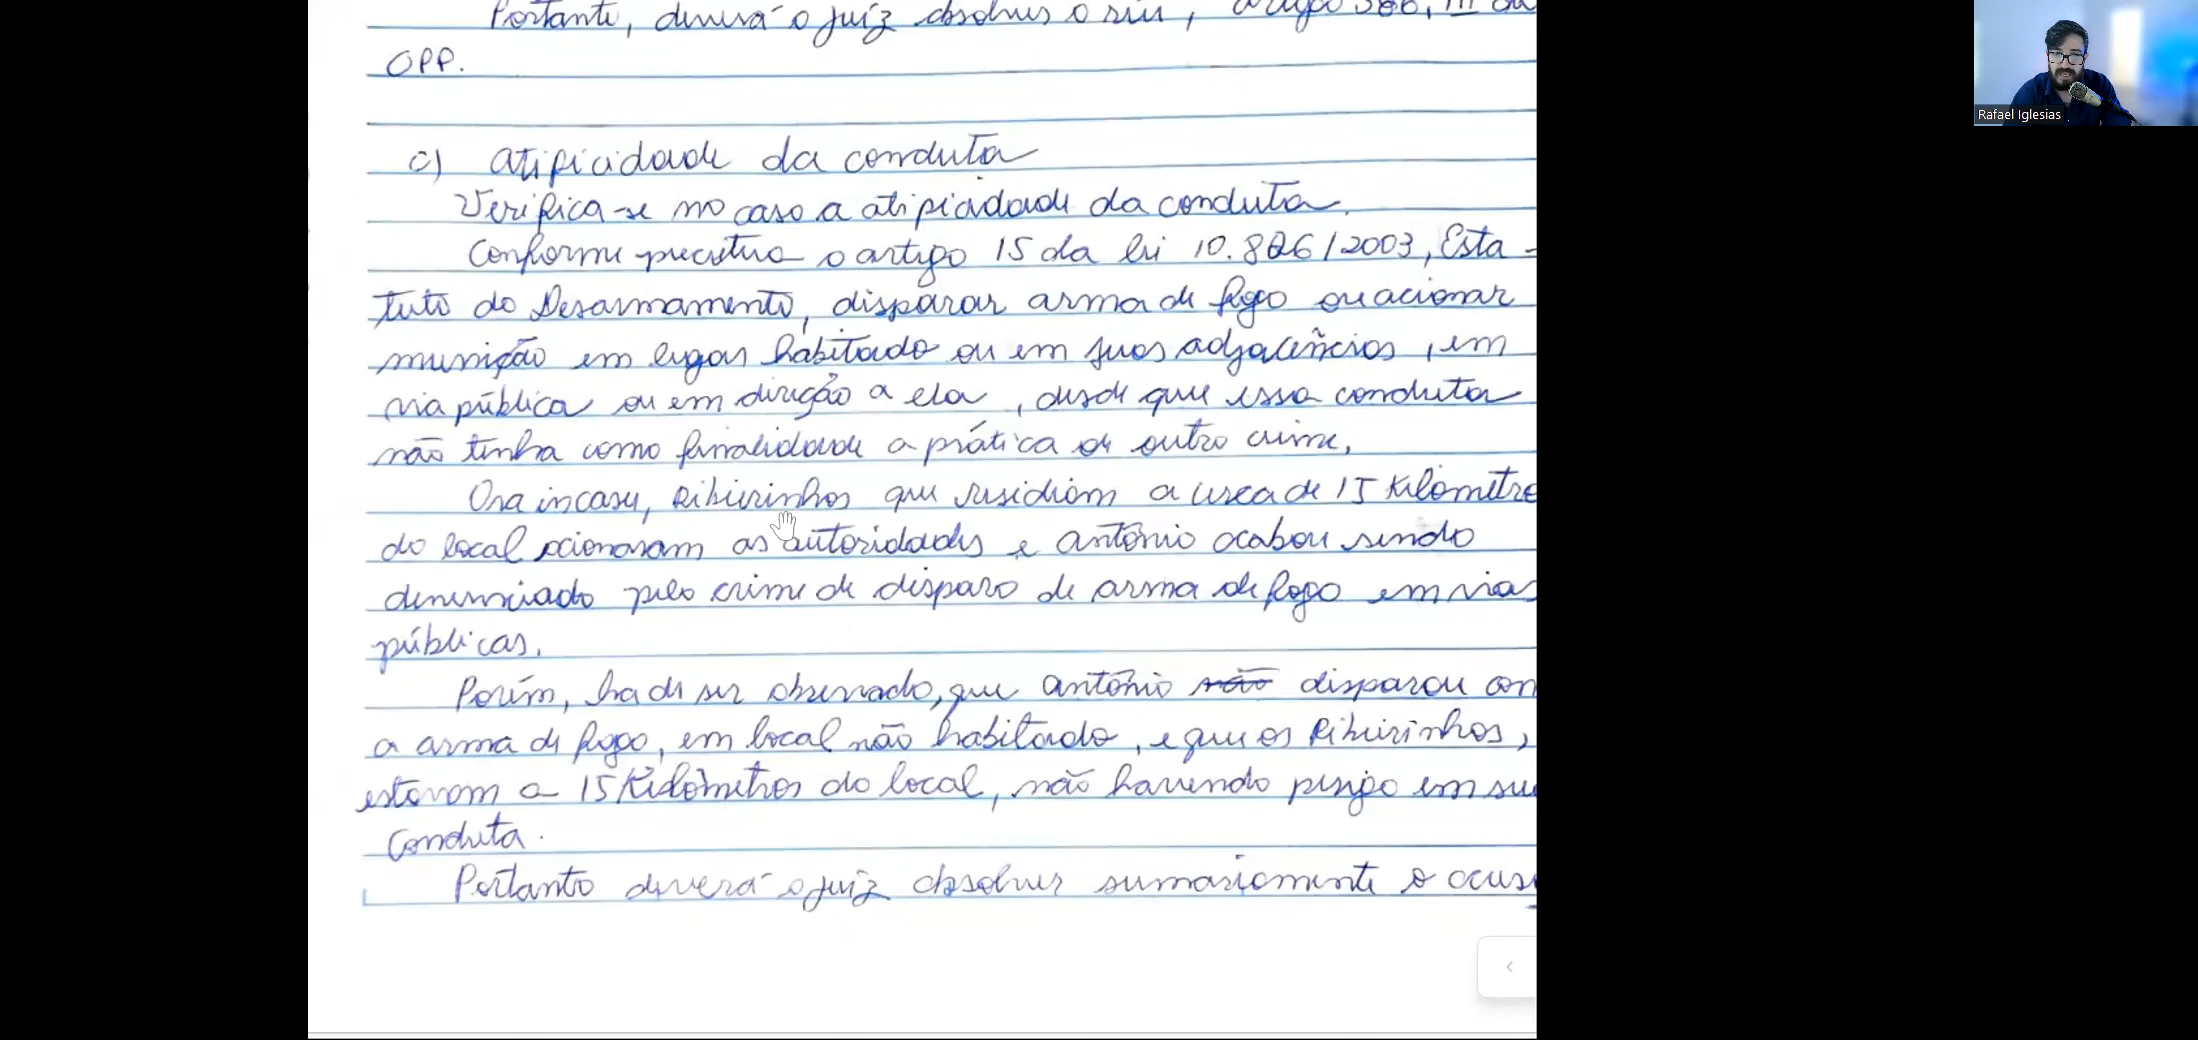 Portanto, deverá o juiz absolver o réu, artigo 386, III do
CPP.
c) atipicidade da conduta
Verifica-se no caso a atipicidade da conduta.
Conforme preceitua o artigo 15 da lei 10.826/2003, Esta-
tuto do Desarmamento, disparar arma de fogo ou acionar
munição em lugar habitado ou em suas adjacências, em
via pública ou em direção a ela, desde que essa conduta
não tenha como finalidade a prática de outro crime,
Ora in casu, Ribeirinhos que residiam a cerca de 15 Kilômetro
do local acionaram as autoridades e antônio acabou sendo
denunciado pelo crime de disparo de arma de fogo em vias
públicas.
Porém, ha de ser observado, que antônio não disparou com
a arma de fogo, em local não habitado, e que os Ribeirinhos,
estavam a 15 Kilômetros do local, não havendo perigo em su
conduta.
Portanto deverá o juiz absolver sumariamente o acus
Rafael Iglesias